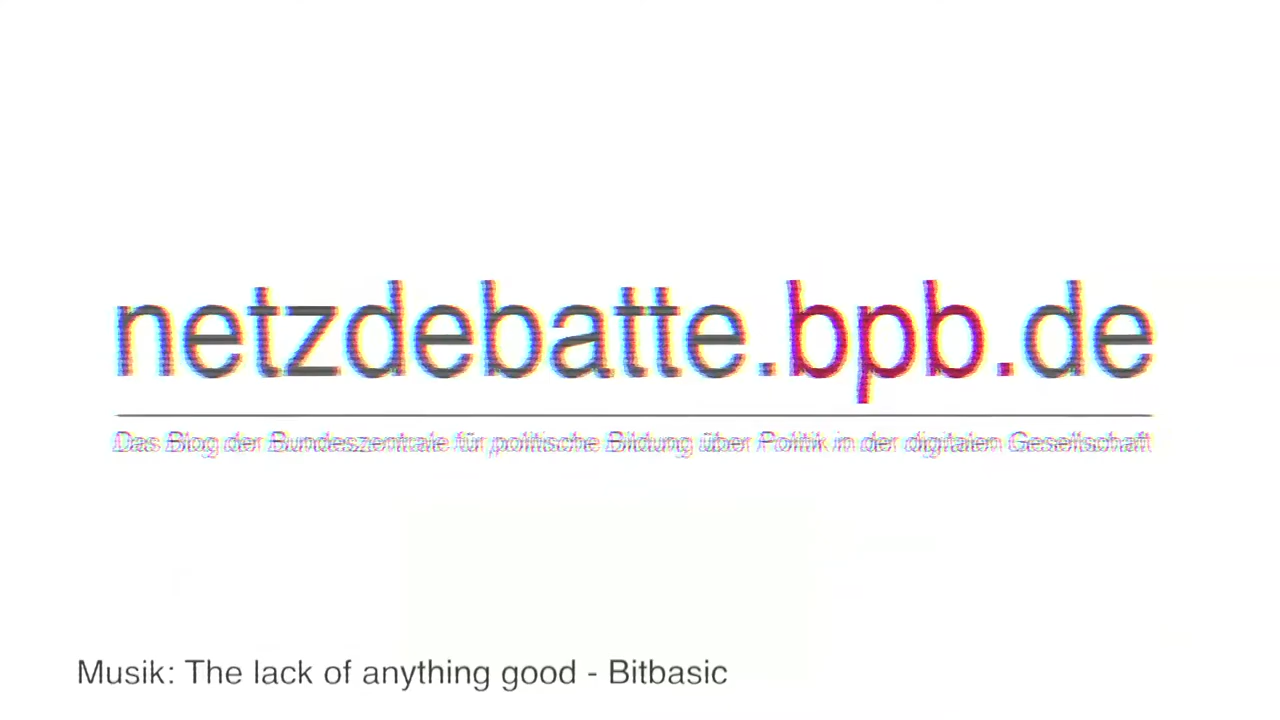 netzdebatte.bpb.de
Das Blog der Bundeszentrale für politische Bildung über Politik in der digitalen Gesellschaft
Musik: The lack of anything good - Bitbasic